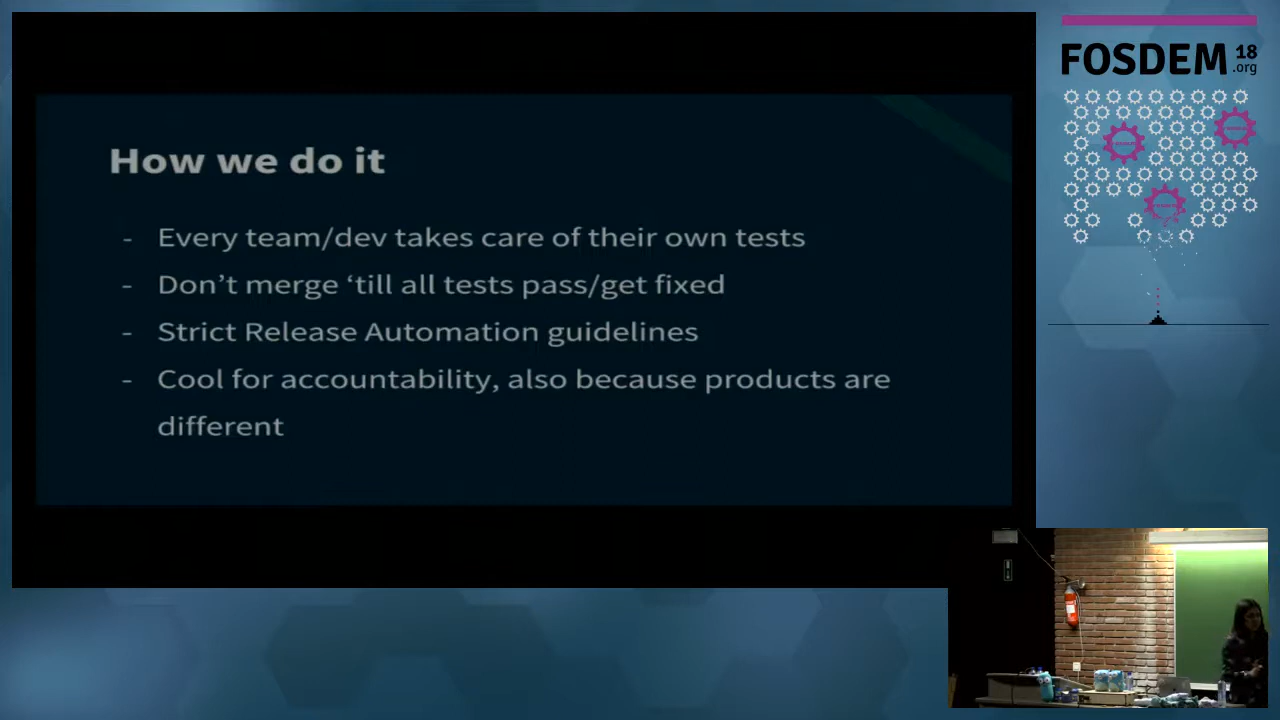 How we do it
- Every team/dev takes care of their own tests
- Don't merge ‘till all tests pass/get fixed
- Strict Release Automation guidelines
- Cool for accountability, also because products are
different
FOSDEM 18
.org